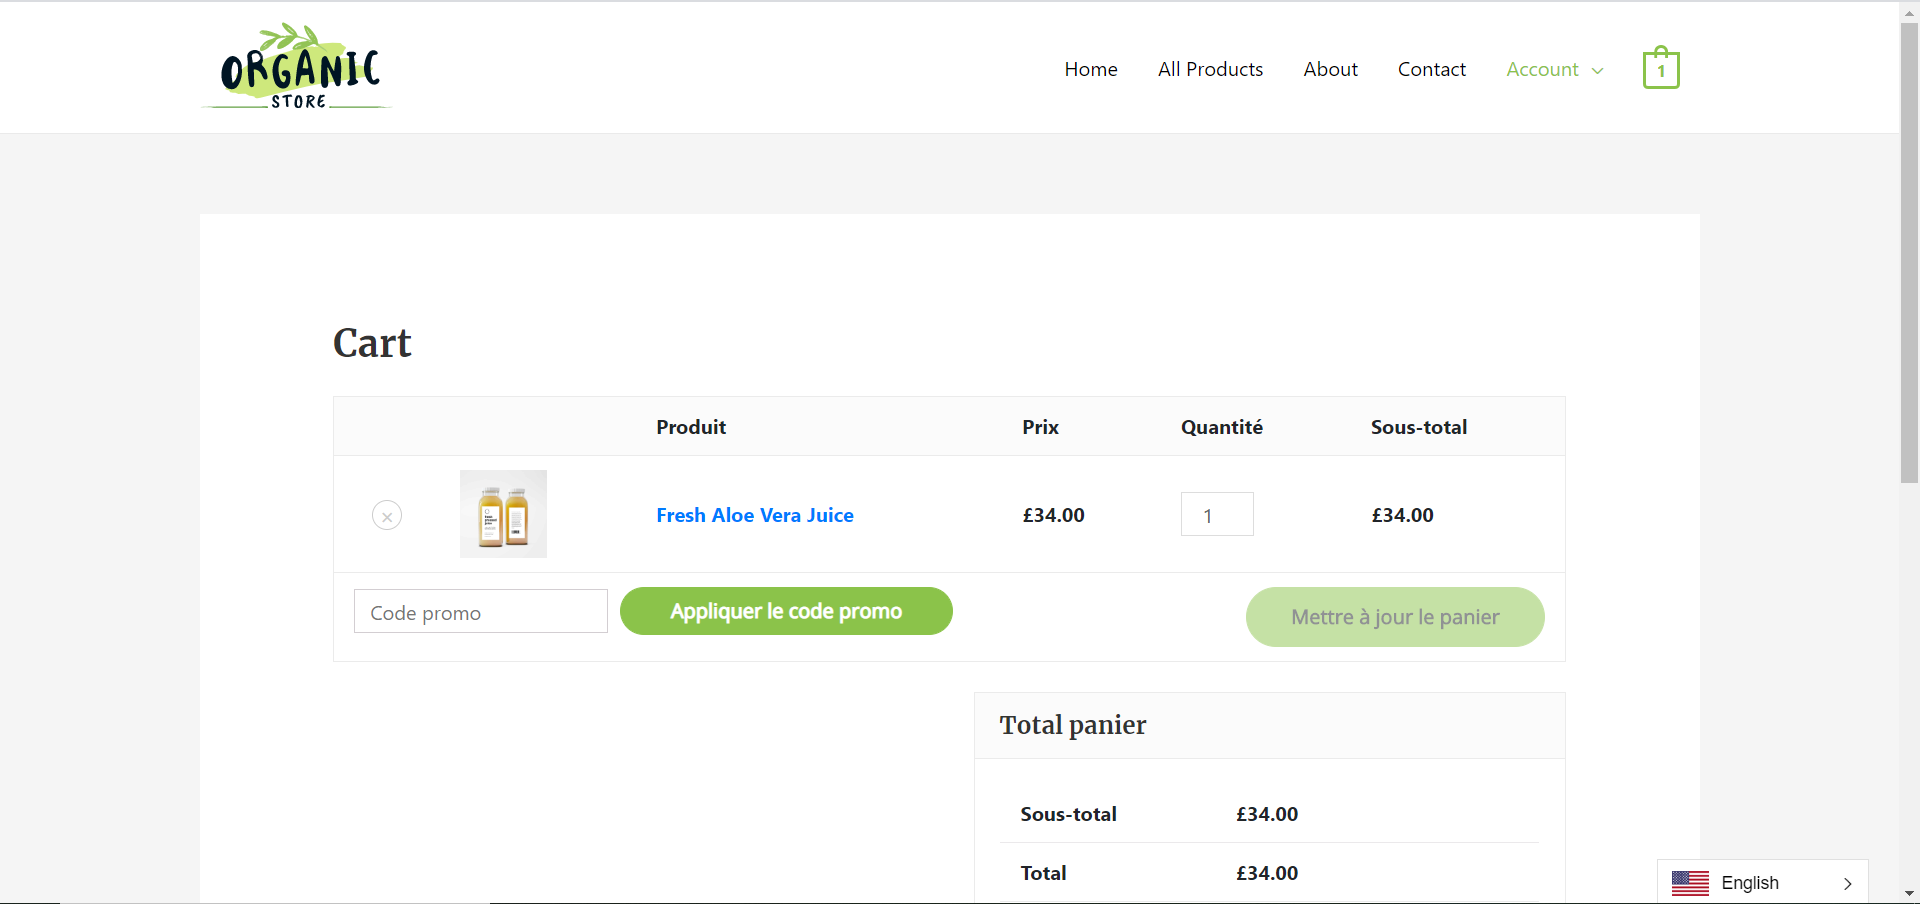 ORGANIC
STORE
Home All Products About Contact Account 1
Cart
Produit Prix Quantité Sous-total
Fresh Aloe Vera Juice £34.00 1 £34.00
Code promo Appliquer le code promo Mettre à jour le panier
Total panier
Sous-total £34.00
Total £34.00
English